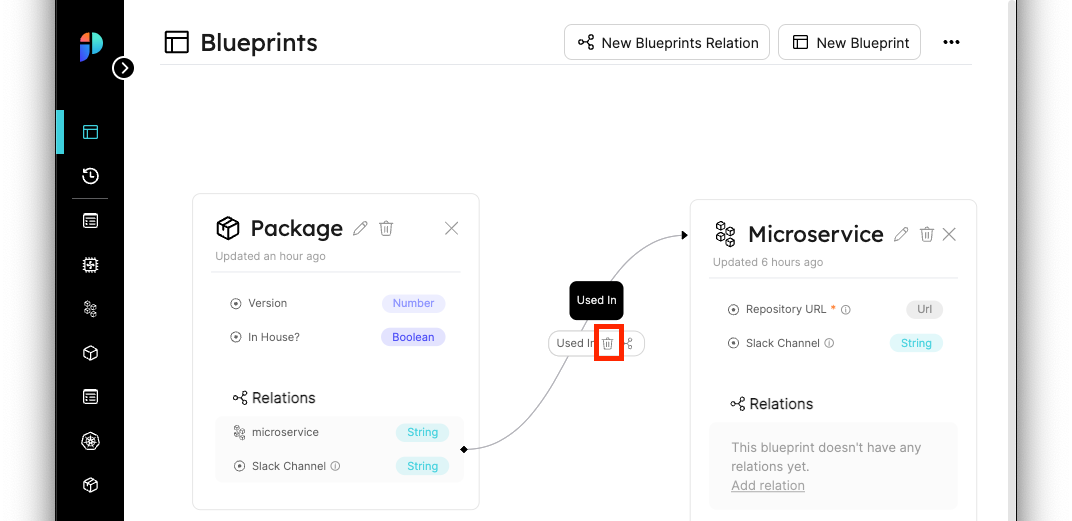 Blueprints
New Blueprints Relation
New Blueprint
Package
Updated an hour ago
Version
Number
In House?
Boolean
Relations
microservice
String
Slack Channel
String
Used In
Used In
Microservice
Updated 6 hours ago
Repository URL *
Url
Slack Channel
String
Relations
This blueprint doesn't have any
relations yet.
Add relation